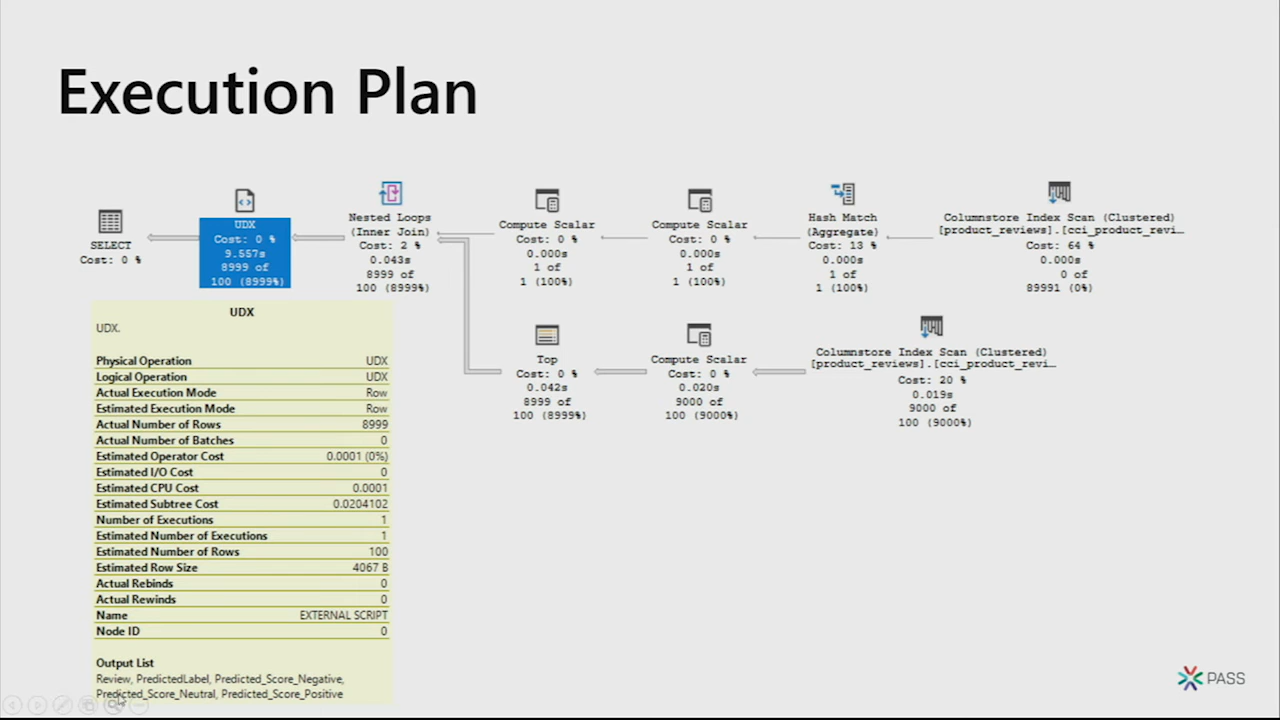 Execution Plan
SELECT
Cost: 0 %
UDX
Cost: 0 %
9.557s
8999 of
100 (8999%)
Nested Loops
(Inner Join)
Cost: 2 %
0.043s
8999 of
100 (8999%)
Compute Scalar
Cost: 0 %
0.000s
1 of
1 (100%)
Compute Scalar
Cost: 0 %
0.000s
1 of
1 (100%)
Hash Match
(Aggregate)
Cost: 13 %
0.000s
1 of
1 (100%)
Columnstore Index Scan (Clustered)
[product_reviews].[cci_product_revi…
Cost: 64 %
0.000s
0 of
89991 (0%)
Top
Cost: 0 %
0.042s
8999 of
100 (8999%)
Compute Scalar
Cost: 0 %
0.020s
9000 of
100 (9000%)
Columnstore Index Scan (Clustered)
[product_reviews].[cci_product_revi…
Cost: 20 %
0.019s
9000 of
100 (9000%)
UDX
UDX.
Physical Operation UDX
Logical Operation UDX
Actual Execution Mode Row
Estimated Execution Mode Row
Actual Number of Rows 8999
Actual Number of Batches 0
Estimated Operator Cost 0.0001 (0%)
Estimated I/O Cost 0
Estimated CPU Cost 0.0001
Estimated Subtree Cost 0.0204102
Number of Executions 1
Estimated Number of Executions 1
Estimated Number of Rows 100
Estimated Row Size 4067 B
Actual Rebinds 0
Actual Rewinds 0
Name EXTERNAL SCRIPT
Node ID 0
Output List
Review, PredictedLabel, Predicted_Score_Negative,
Predicted_Score_Neutral, Predicted_Score_Positive
PASS